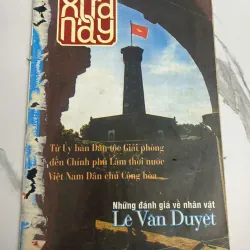 XƯA
NAY
Từ Ủy ban Dân tộc Giải phóng
đến Chính phủ Lâm thời nước
Việt Nam Dân chủ Cộng hòa
Những đánh giá về nhân vật
Lê Văn Duyệt